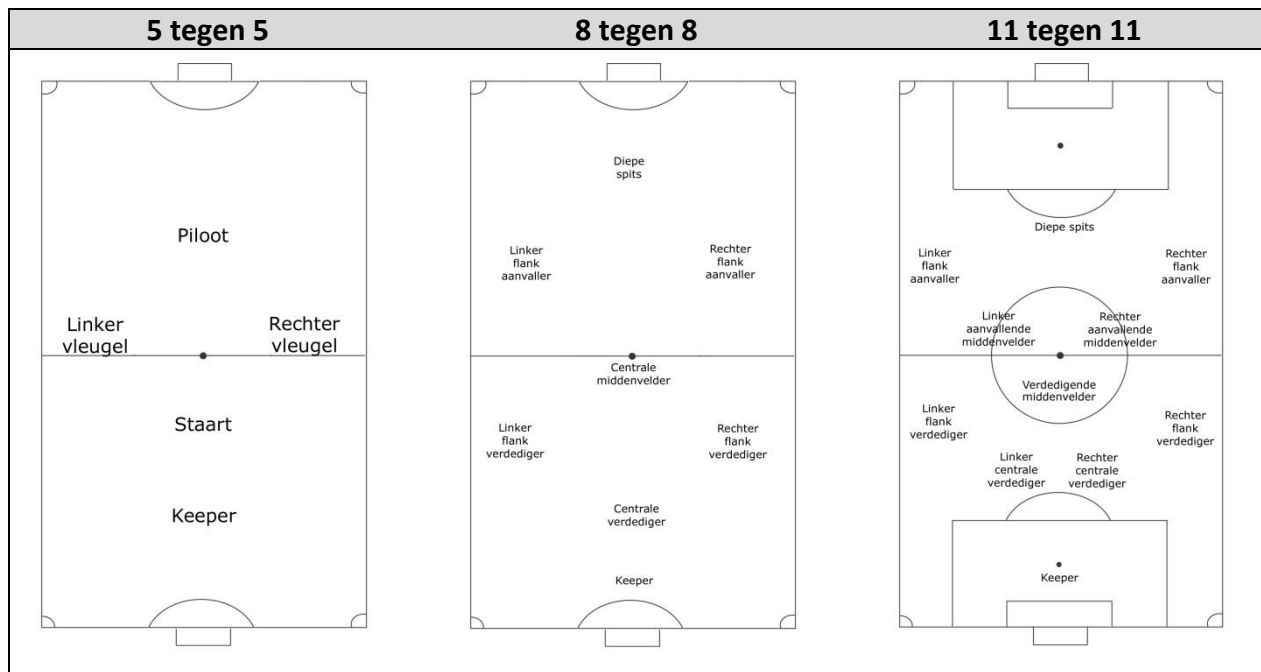 5 tegen 5
8 tegen 8
11 tegen 11
Piloot
Linker
vleugel
Rechter
vleugel
Staart
Keeper
Diepe
spits
Linker
flank
aanvaller
Rechter
flank
aanvaller
Centrale
middenvelder
Linker
flank
verdediger
Rechter
flank
verdediger
Centrale
verdediger
Keeper
Diepe spits
Linker
flank
aanvaller
Rechter
flank
aanvaller
Linker
aanvallende
middenvelder
Rechter
aanvallende
middenvelder
Verdedigende
middenvelder
Linker
flank
verdediger
Rechter
flank
verdediger
Linker
centrale
verdediger
Rechter
centrale
verdediger
Keeper